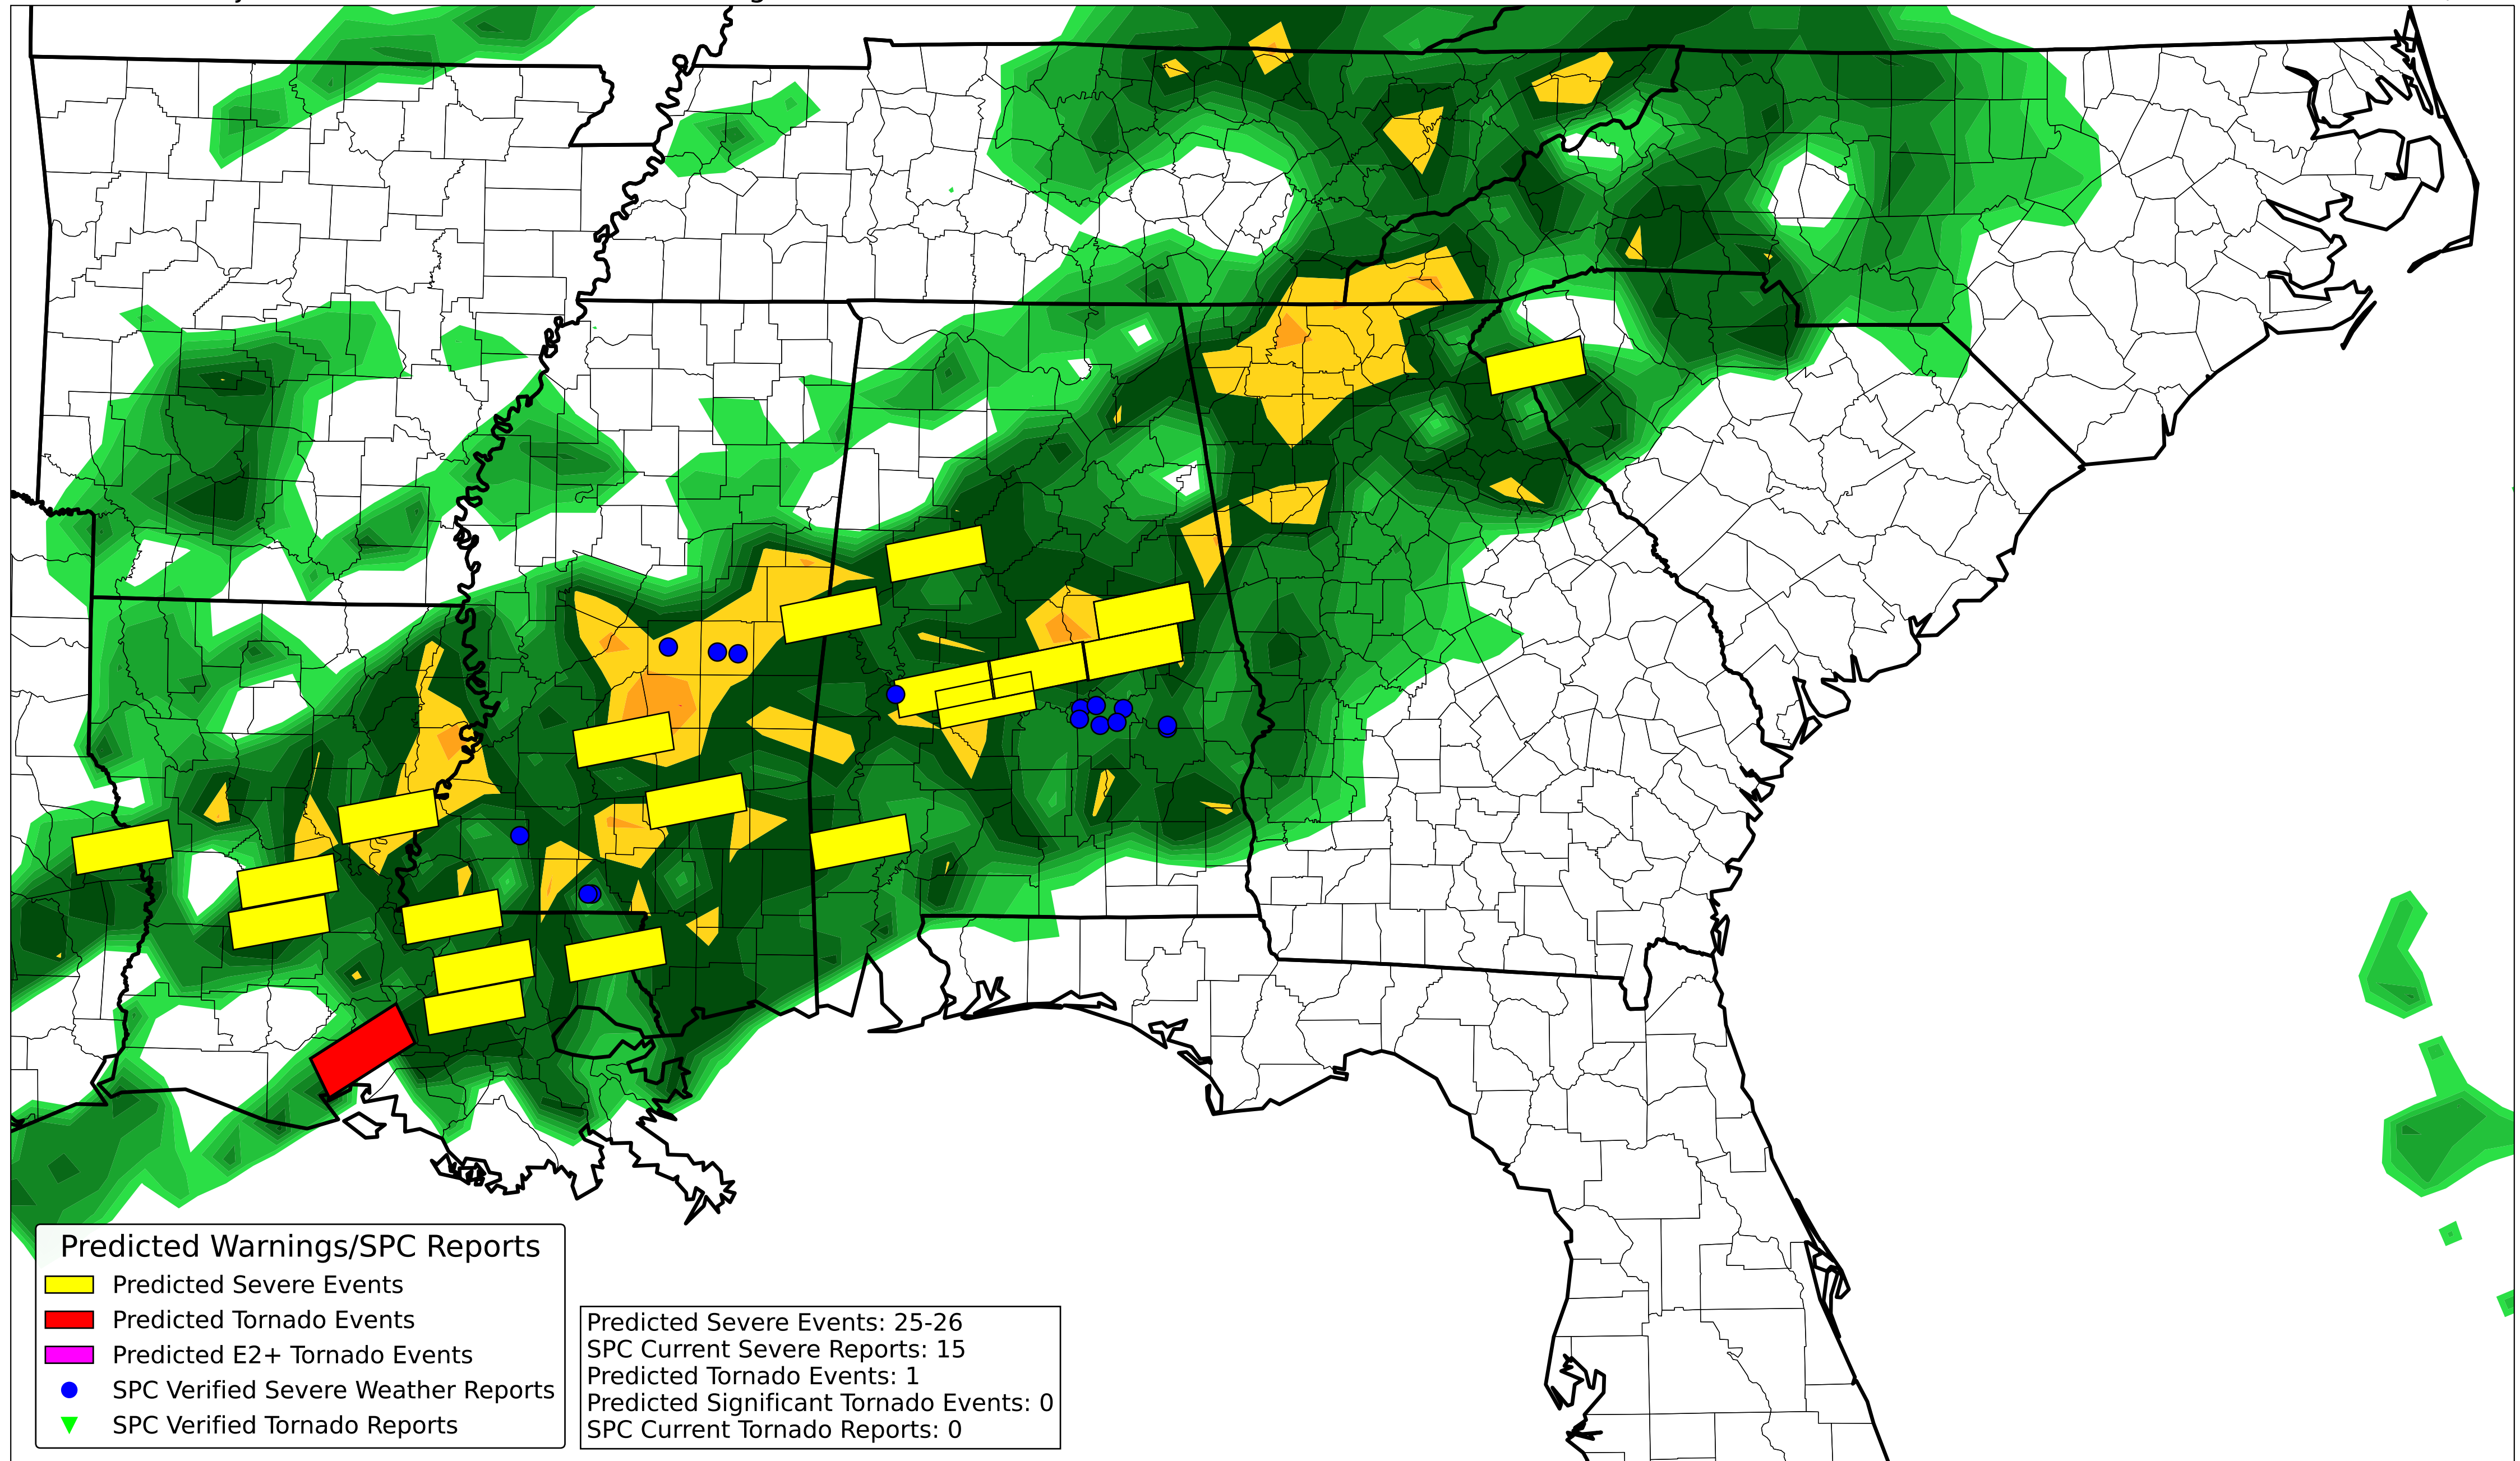 Predicted Warnings/SPC Reports
Predicted Severe Events
Predicted Tornado Events
Predicted E2+ Tornado Events
SPC Verified Severe Weather Reports
SPC Verified Tornado Reports
Predicted Severe Events: 25-26
SPC Current Severe Reports: 15
Predicted Tornado Events: 1
Predicted Significant Tornado Events: 0
SPC Current Tornado Reports: 0